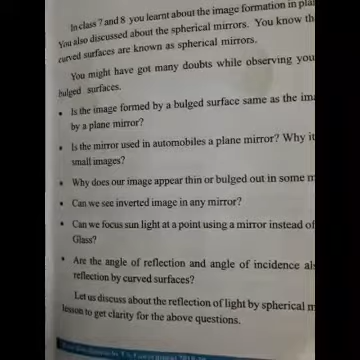 In class 7 and 8 you learnt about the image formation in
You also discussed about the spherical mirrors. You know
curved surfaces are known as spherical mirrors.
You might have got many doubts while observing
bulged surfaces.
• Is the image formed by a bulged surface same as the
by a plane mirror?
• Is the mirror used in automobiles a plane mirror? Why it
small images?
• Why does our image appear thin or bulged out in some
• Can we see inverted image in any mirror?
• Can we focus sun light at a point using a mirror instead of
Glass?
• Are the angle of reflection and angle of incidence
reflection by curved surfaces?
Let us discuss about the reflection of light by spherical
lesson to get clarity for the above questions.